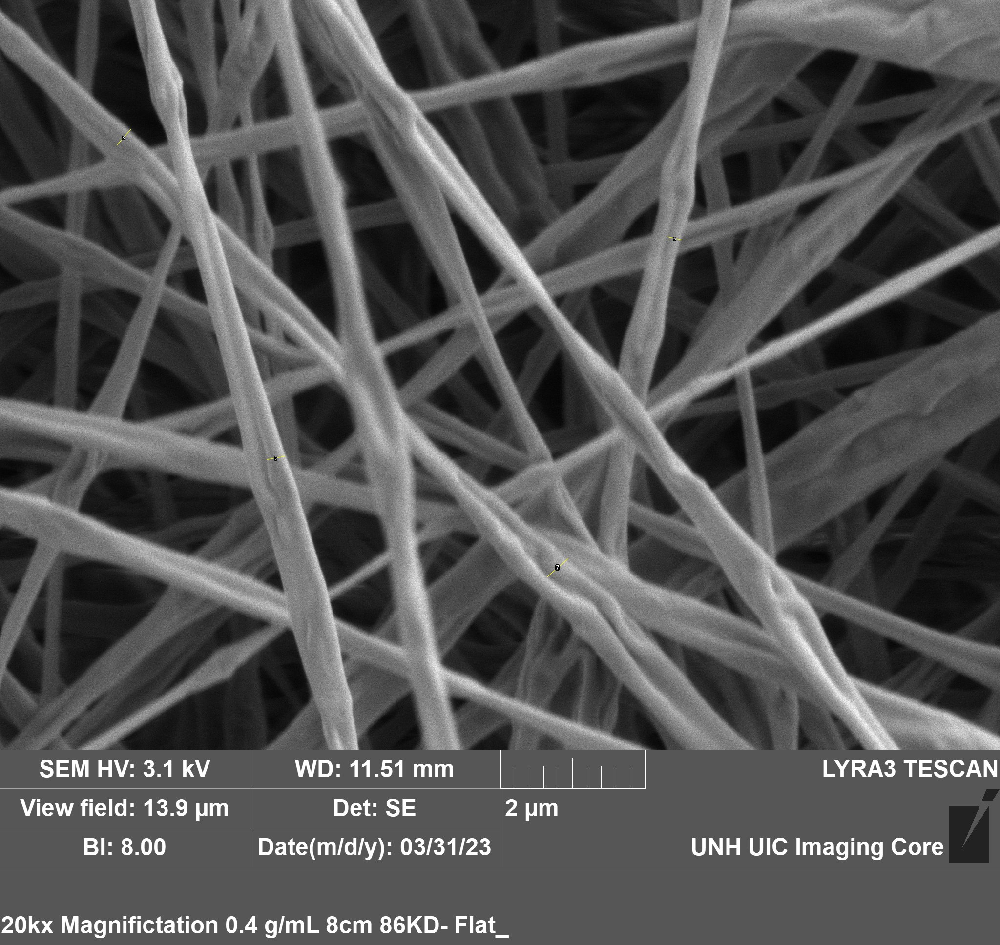 8
6
5
7
SEM HV: 3.1 kV
WD: 11.51 mm
LYRA3 TESCAN
View field: 13.9 µm
Det: SE
2 µm
BI: 8.00
Date(m/d/y): 03/31/23
UNH UIC Imaging Core
20kx Magnifictation 0.4 g/mL 8cm 86KD- Flat_